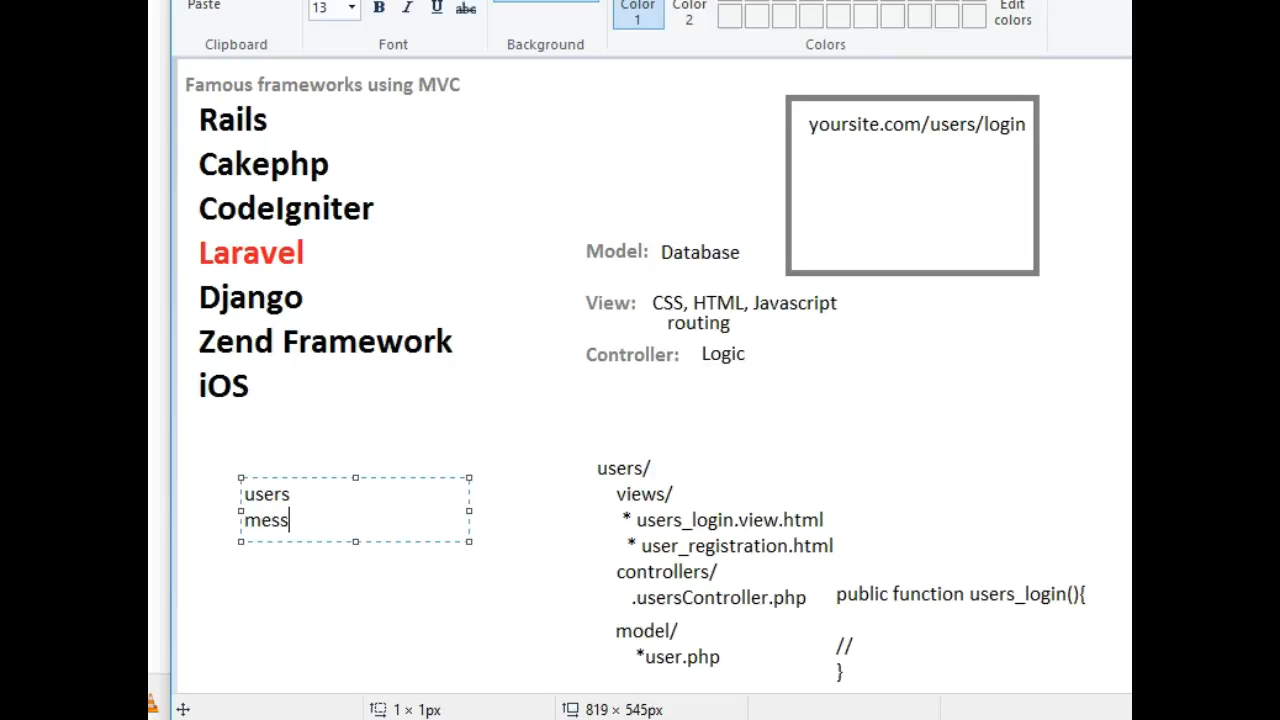 Paste
13
B I U abc
Color 1
Color 2
Edit colors
Clipboard
Font
Background
Colors
Famous frameworks using MVC
Rails
Cakephp
CodeIgniter
Laravel
Django
Zend Framework
iOS
yoursite.com/users/login
Model: Database
View: CSS, HTML, Javascript
routing
Controller: Logic
users
mess
users/
views/
* users_login.view.html
* user_registration.html
controllers/
.usersController.php
model/
*user.php
public function users_login(){
//
}
1 × 1px
819 × 545px